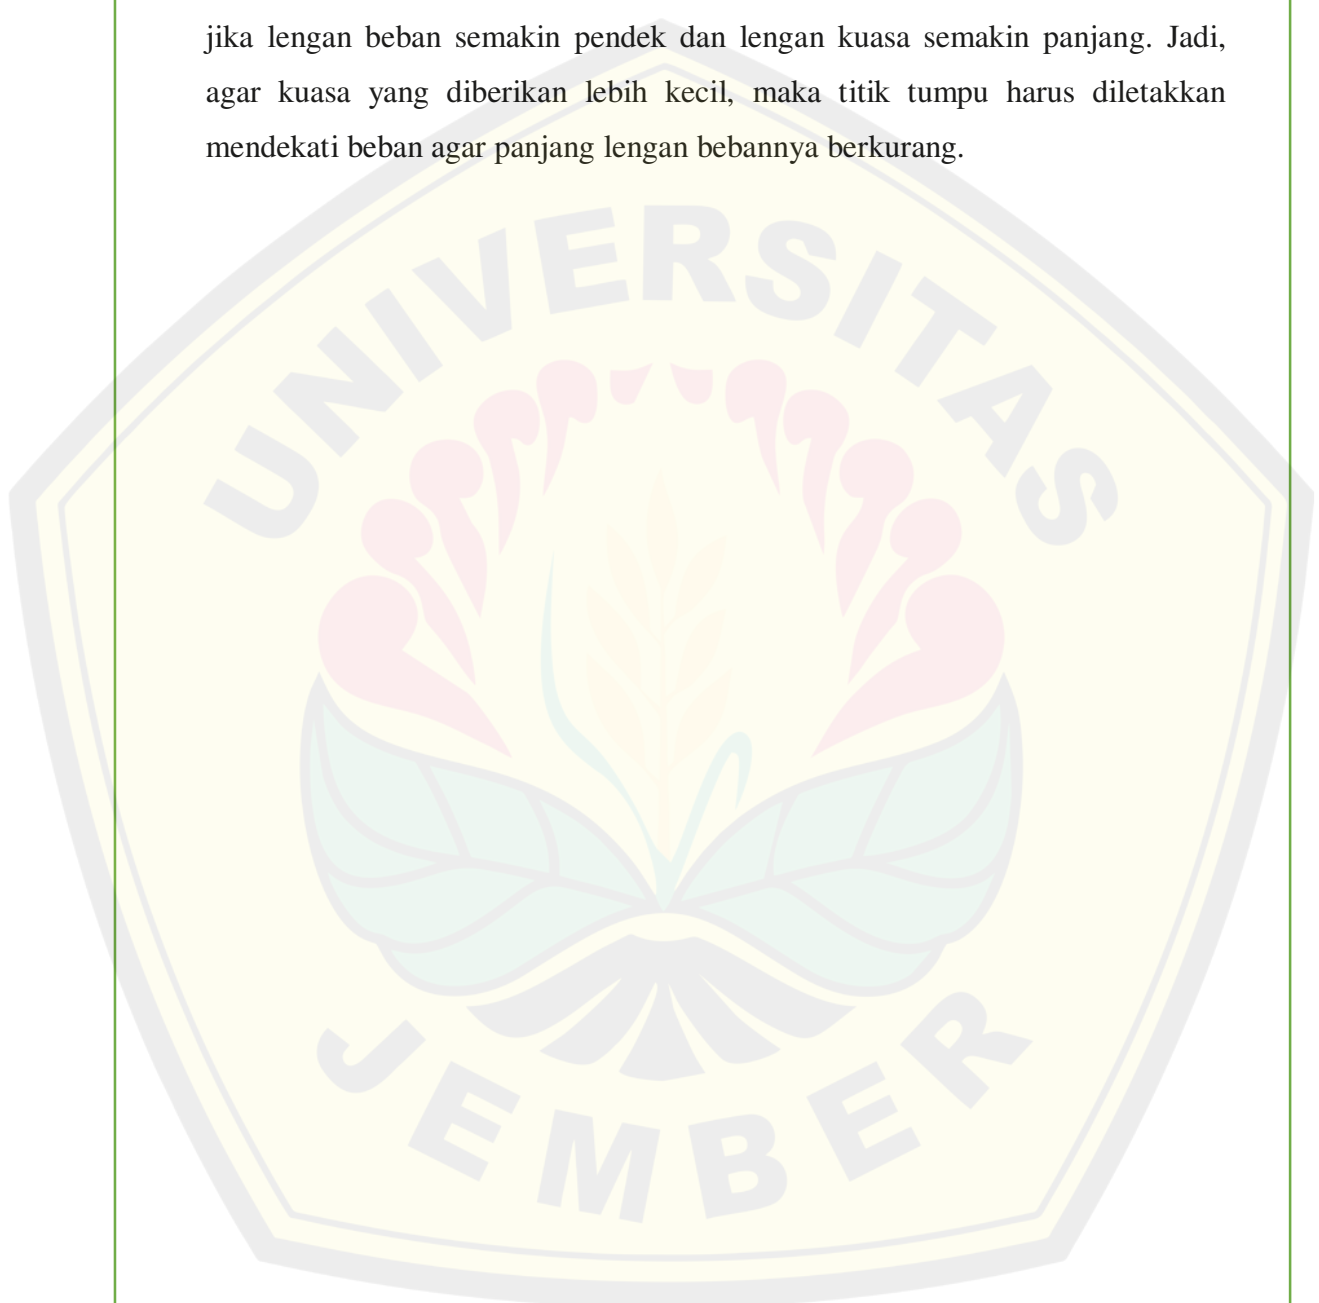 jika lengan beban semakin pendek dan lengan kuasa semakin panjang. Jadi,
agar kuasa yang diberikan lebih kecil, maka titik tumpu harus diletakkan
mendekati beban agar panjang lengan bebannya berkurang.
UNIVERSITAS
JEMBER